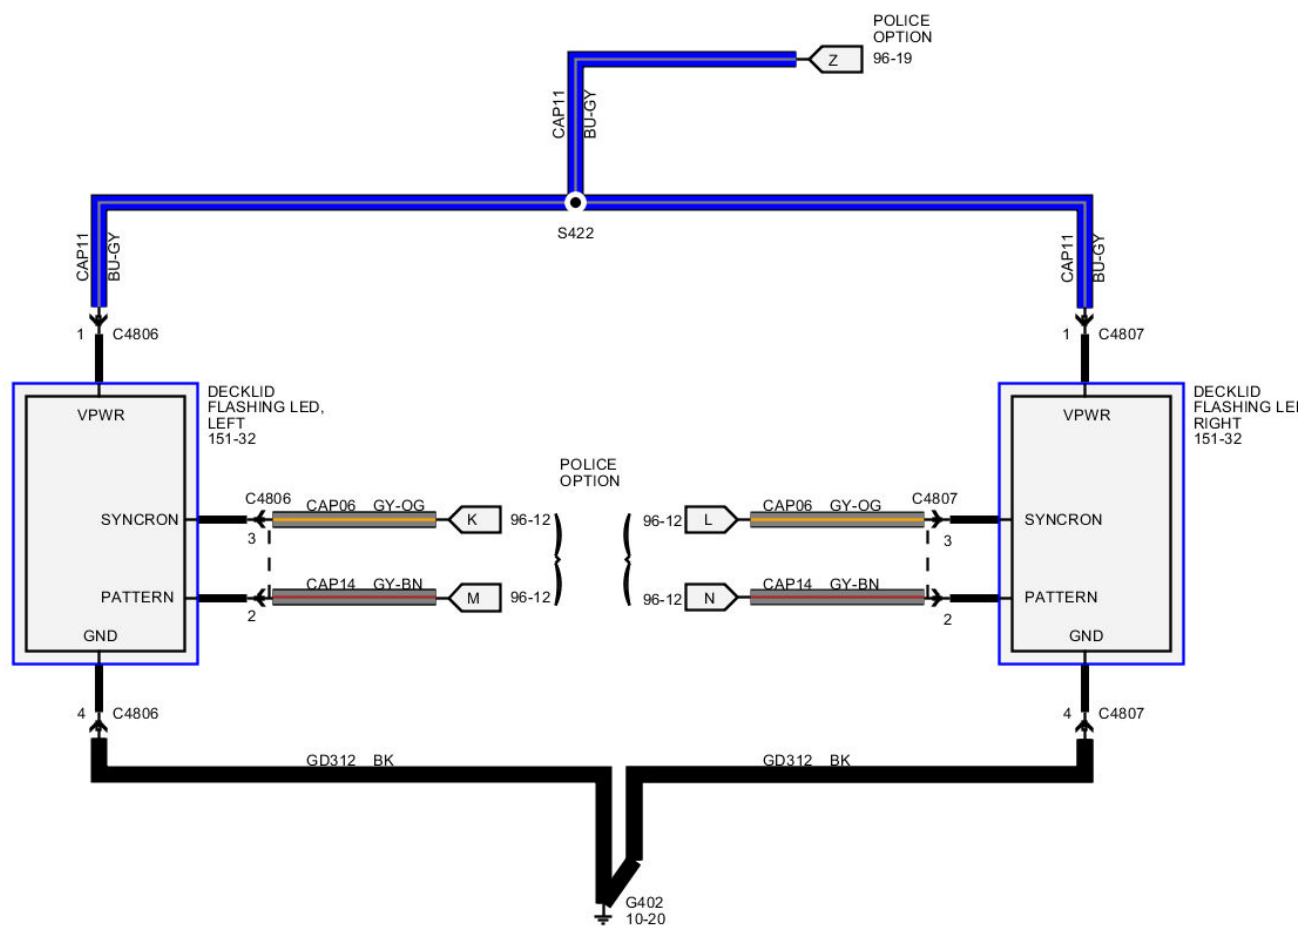 POLICE
OPTION
96-19
Z
CAP11
BU-GY
S422
CAP11
BU-GY
CAP11
BU-GY
1
C4806
1
C4807
DECKLID
FLASHING LED,
LEFT
151-32
VPWR
DECKLID
FLASHING LE
RIGHT
151-32
VPWR
POLICE
OPTION
C4806
CAP06 GY-OG
K
96-12
96-12
L
CAP06 GY-OG
C4807
SYNCRON
3
3
SYNCRON
CAP14 GY-BN
M
96-12
96-12
N
CAP14 GY-BN
PATTERN
2
2
PATTERN
GND
GND
4
C4806
4
C4807
GD312 BK
GD312 BK
G402
10-20